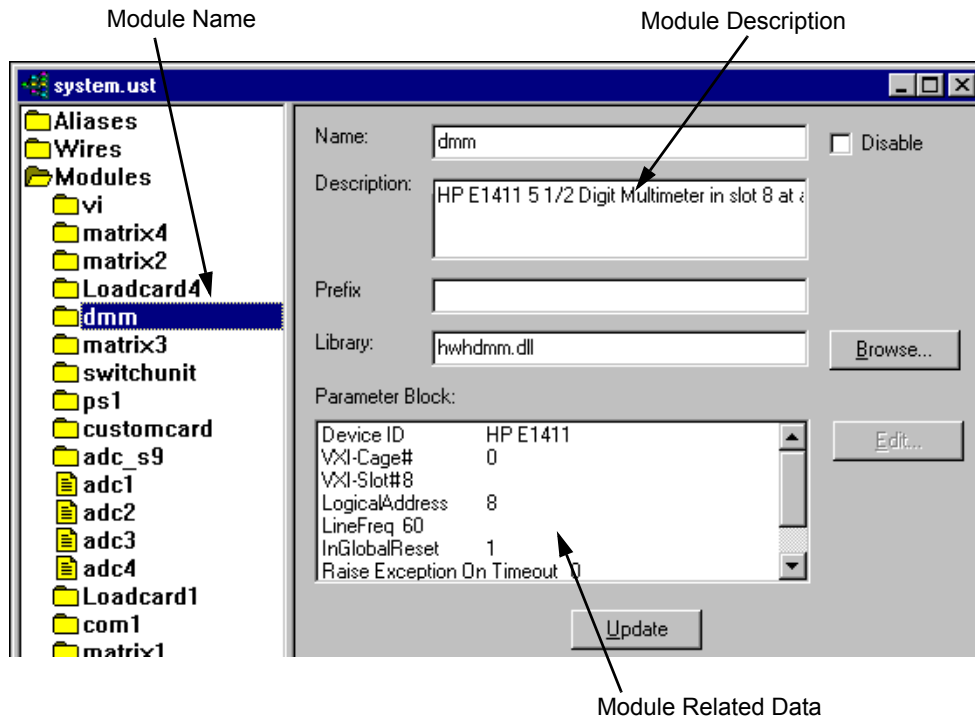 Module Name
Module Description
system.ust
Aliases
Wires
Modules
vi
matrix4
matrix2
Loadcard4
dmm
matrix3
switchunit
ps1
customcard
adc_s9
adc1
adc2
adc3
adc4
Loadcard1
com1
matrix1
Name: dmm
Disable
Description: HP E1411 5 1/2 Digit Multimeter in slot 8 at
Prefix
Library: hwhdmm.dll
Browse...
Parameter Block:
Device ID HP E1411
VXI-Cage# 0
VXI-Slot#8
LogicalAddress 8
LineFreq 60
InGlobalReset 1
Raise Exception On Timeout 0
Edit...
Update
Module Related Data